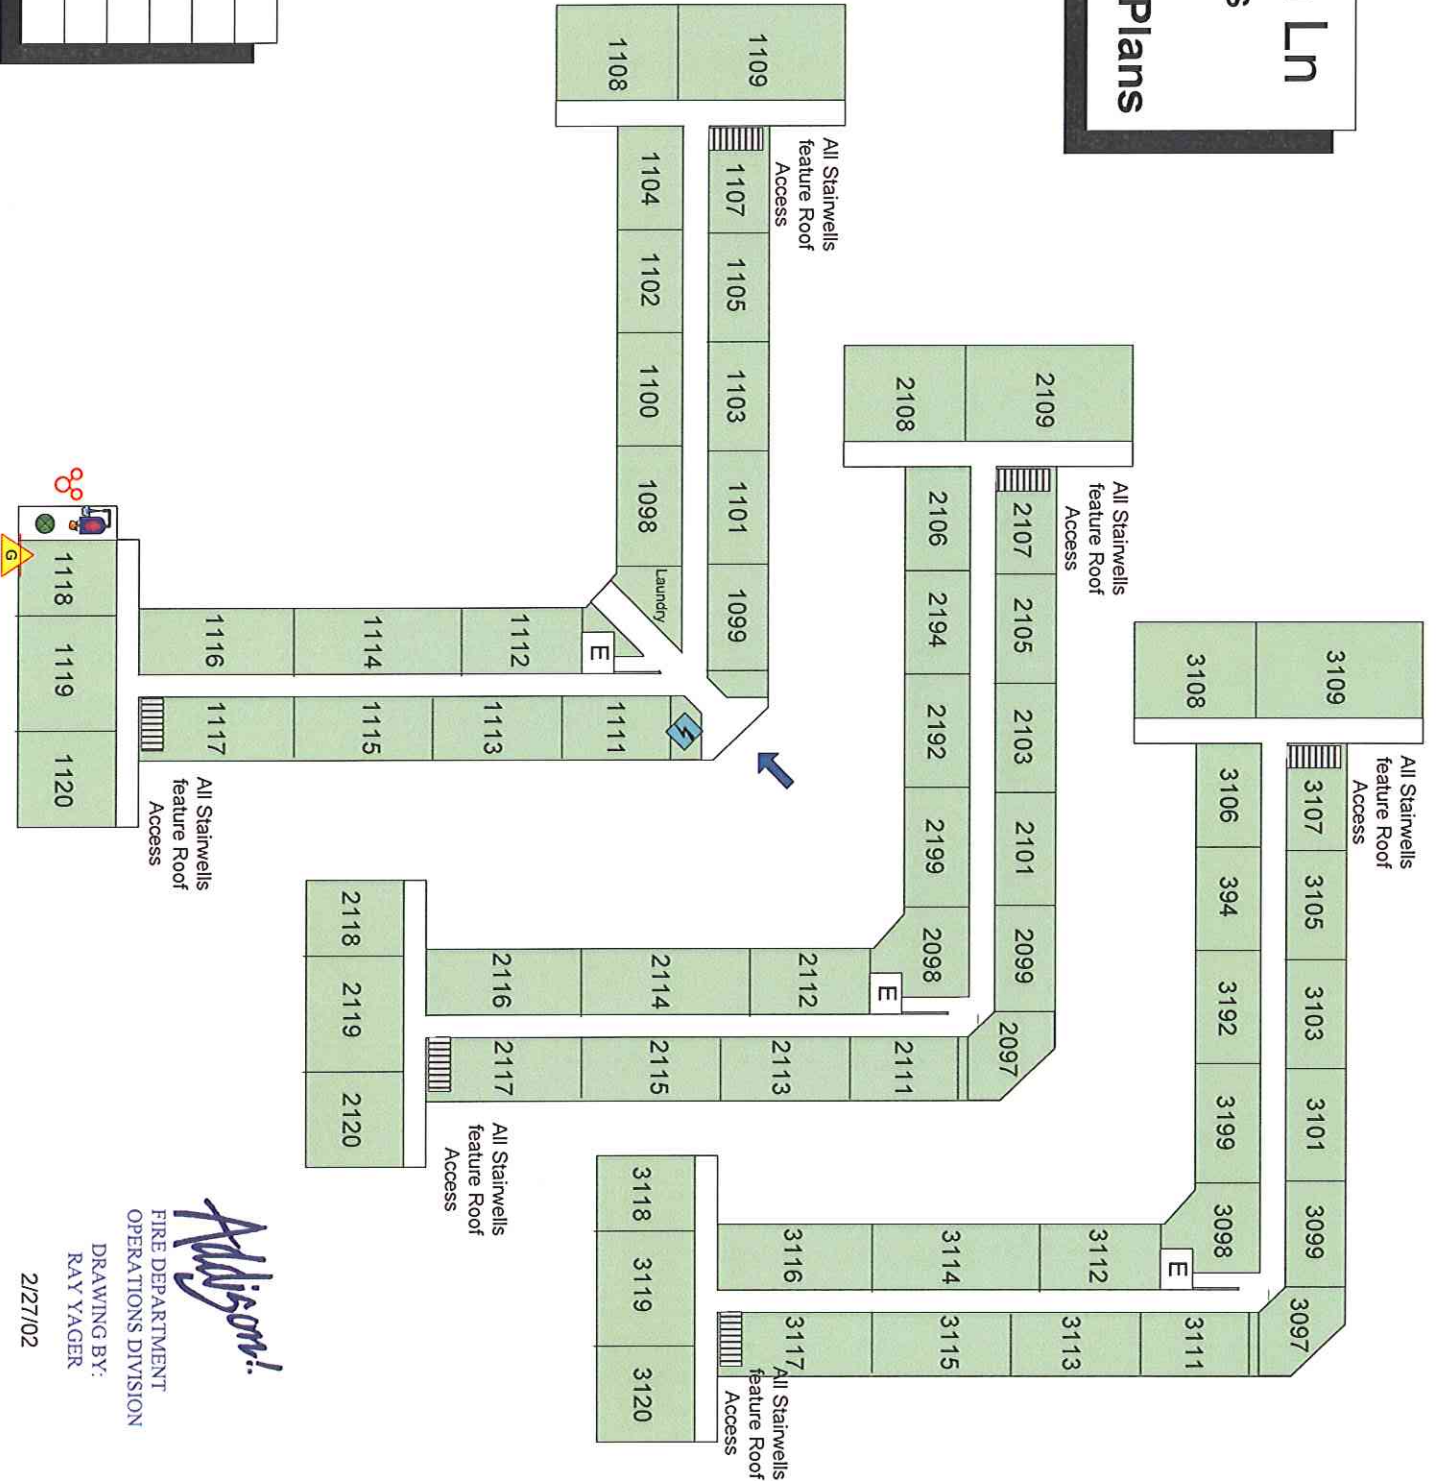 Ln
s
Plans
3109
3108
All Stairwells
feature Roof
Access
3107
3105
3103
3101
3099
3097
3106
394
3192
3199
3098
E
3112
3114
3116
3111
3113
3115
3117
All Stairwells
feature Roof
Access
3118
3119
3120
2109
2108
All Stairwells
feature Roof
Access
2107
2105
2103
2101
2099
2097
2106
2194
2192
2199
2098
E
2112
2114
2116
2111
2113
2115
2117
All Stairwells
feature Roof
Access
2118
2119
2120
1109
1108
All Stairwells
feature Roof
Access
1107
1105
1103
1101
1099
1104
1102
1100
1098
Laundry
E
1112
1114
1116
1111
1113
1115
1117
All Stairwells
feature Roof
Access
1118
1119
1120
G
Addison!
FIRE DEPARTMENT
OPERATIONS DIVISION
DRAWING BY:
RAY YAGER
2/27/02